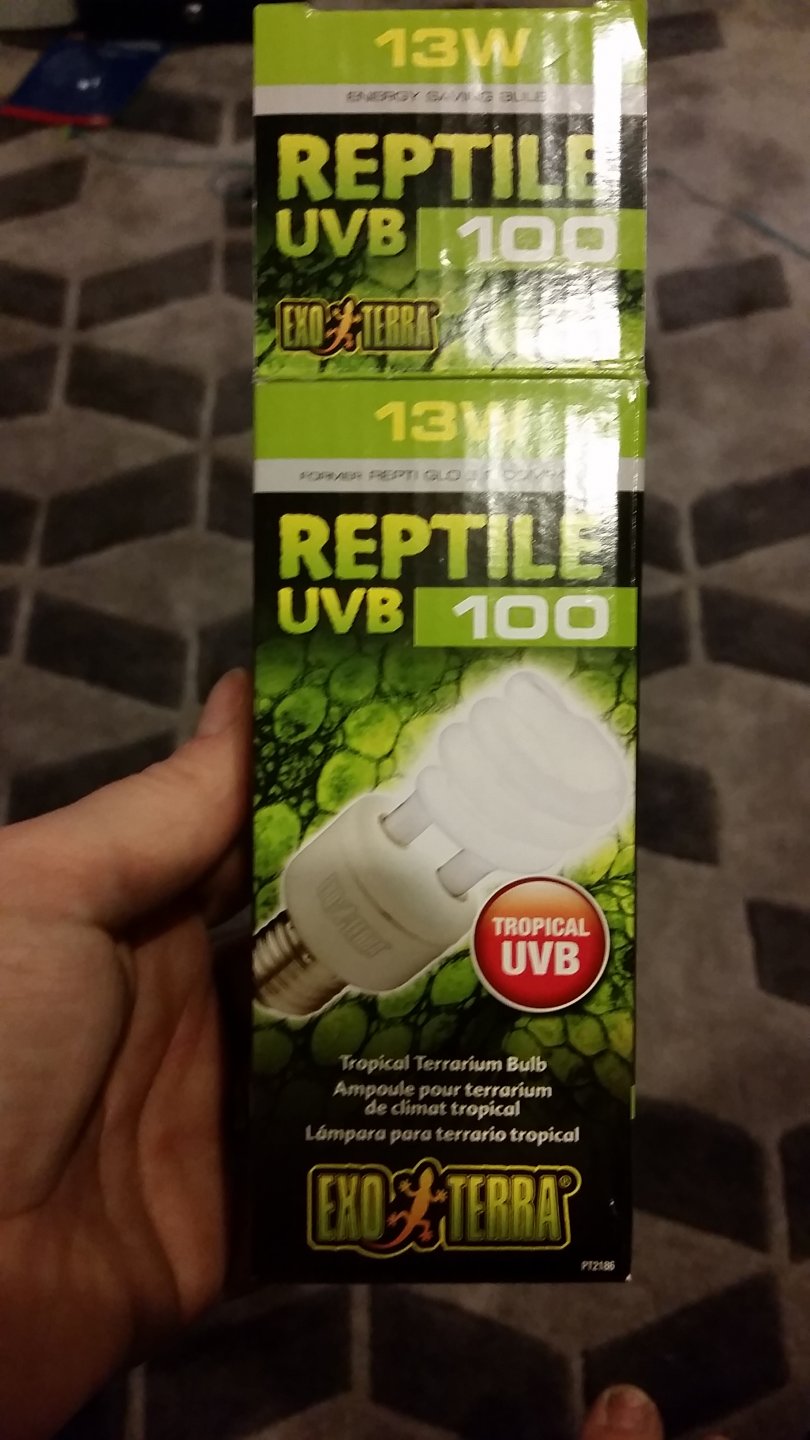 13W
ENERGY SAVING BULB
REPTILE
UVB 100
EXO TERRA
13W
FORMER REPTI GLO
REPTILE
UVB 100
TROPICAL
UVB
Tropical Terrarium Bulb
Ampoule pour terrarium
de climat tropical
Lámpara para terrario tropical
EXO TERRA®
PT2186